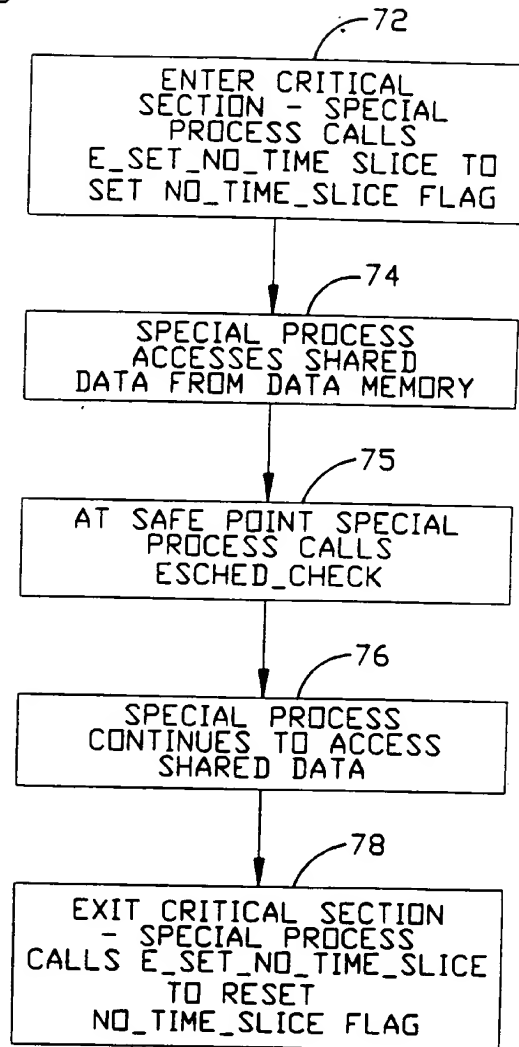 72
ENTER CRITICAL
SECTION - SPECIAL
PROCESS CALLS
E_SET_NO_TIME SLICE TO
SET NO_TIME_SLICE FLAG
74
SPECIAL PROCESS
ACCESSES SHARED
DATA FROM DATA MEMORY
75
AT SAFE POINT SPECIAL
PROCESS CALLS
ESCHED_CHECK
76
SPECIAL PROCESS
CONTINUES TO ACCESS
SHARED DATA
78
EXIT CRITICAL SECTION
- SPECIAL PROCESS
CALLS E_SET_NO_TIME_SLICE
TO RESET
NO_TIME_SLICE FLAG